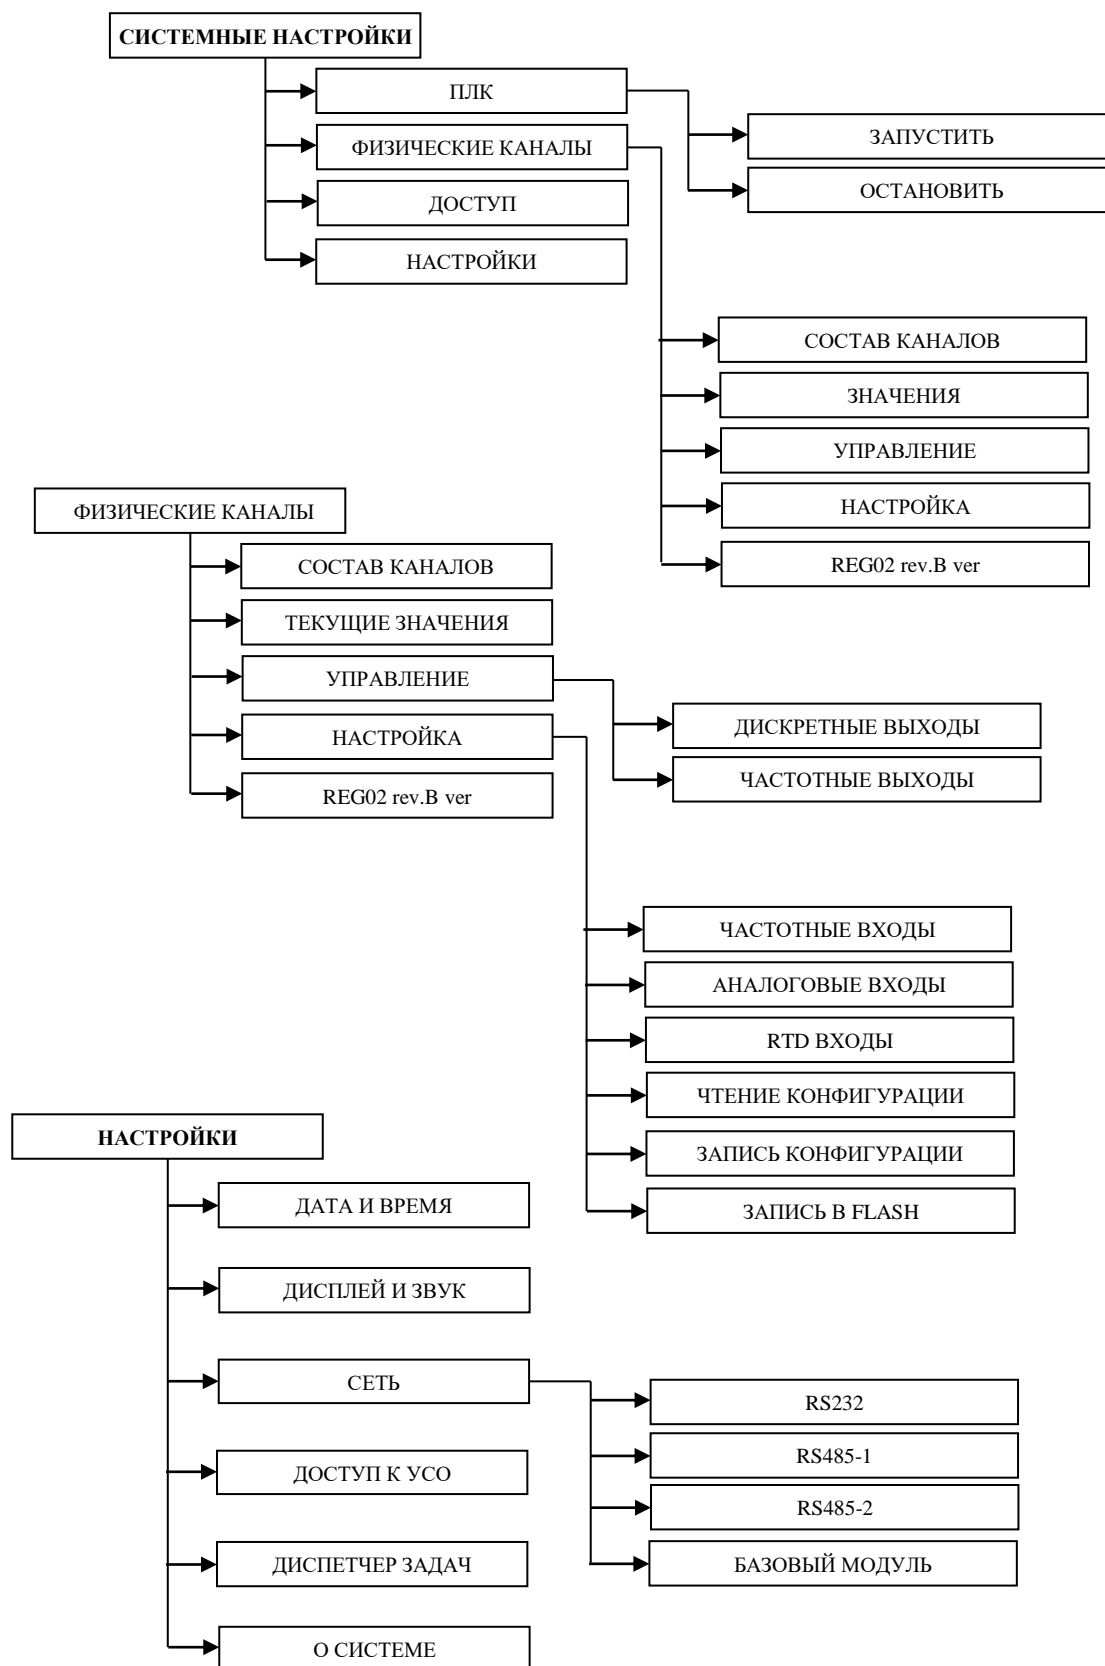 СИСТЕМНЫЕ НАСТРОЙКИ
ПЛК
ФИЗИЧЕСКИЕ КАНАЛЫ
ДОСТУП
НАСТРОЙКИ
ЗАПУСТИТЬ
ОСТАНОВИТЬ
СОСТАВ КАНАЛОВ
ЗНАЧЕНИЯ
УПРАВЛЕНИЕ
НАСТРОЙКА
REG02 rev.B ver
ФИЗИЧЕСКИЕ КАНАЛЫ
СОСТАВ КАНАЛОВ
ТЕКУЩИЕ ЗНАЧЕНИЯ
УПРАВЛЕНИЕ
НАСТРОЙКА
REG02 rev.B ver
ДИСКРЕТНЫЕ ВЫХОДЫ
ЧАСТОТНЫЕ ВЫХОДЫ
ЧАСТОТНЫЕ ВХОДЫ
АНАЛОГОВЫЕ ВХОДЫ
RTD ВХОДЫ
ЧТЕНИЕ КОНФИГУРАЦИИ
ЗАПИСЬ КОНФИГУРАЦИИ
ЗАПИСЬ В FLASH
НАСТРОЙКИ
ДАТА И ВРЕМЯ
ДИСПЛЕЙ И ЗВУК
СЕТЬ
ДОСТУП К УСО
ДИСПЕТЧЕР ЗАДАЧ
О СИСТЕМЕ
RS232
RS485-1
RS485-2
БАЗОВЫЙ МОДУЛЬ